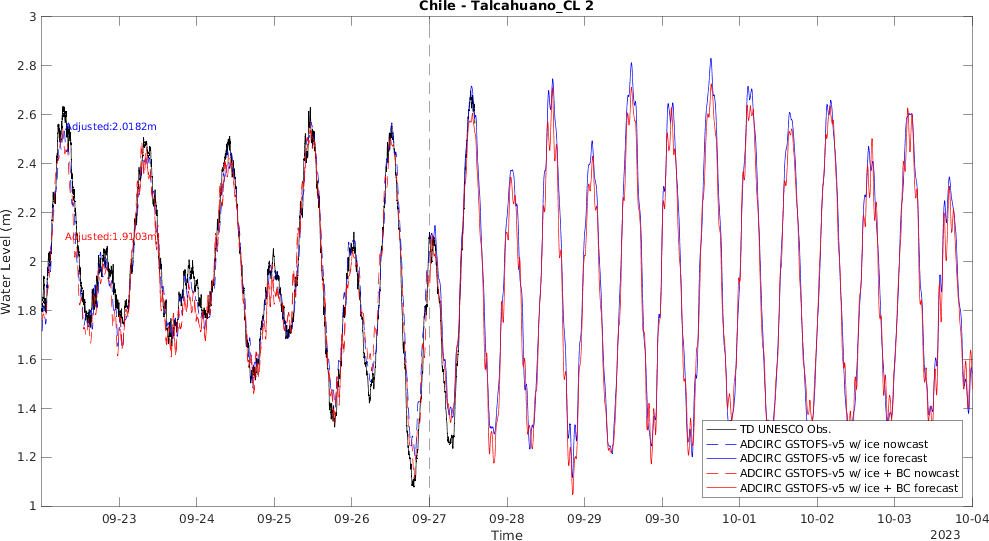 Chile - Talcahuano_CL 2
Water Level (m)
3
2.8
2.6
2.4
2.2
2
1.8
1.6
1.4
1.2
1
Adjusted:2.0182m
Adjusted:1.9103m
TD UNESCO Obs.
ADCIRC GSTOFS-v5 w/ ice nowcast
ADCIRC GSTOFS-v5 w/ ice forecast
ADCIRC GSTOFS-v5 w/ ice + BC nowcast
ADCIRC GSTOFS-v5 w/ ice + BC forecast
09-23 09-24 09-25 09-26 09-27 09-28 09-29 09-30 10-01 10-02 10-03 10-04
Time
2023